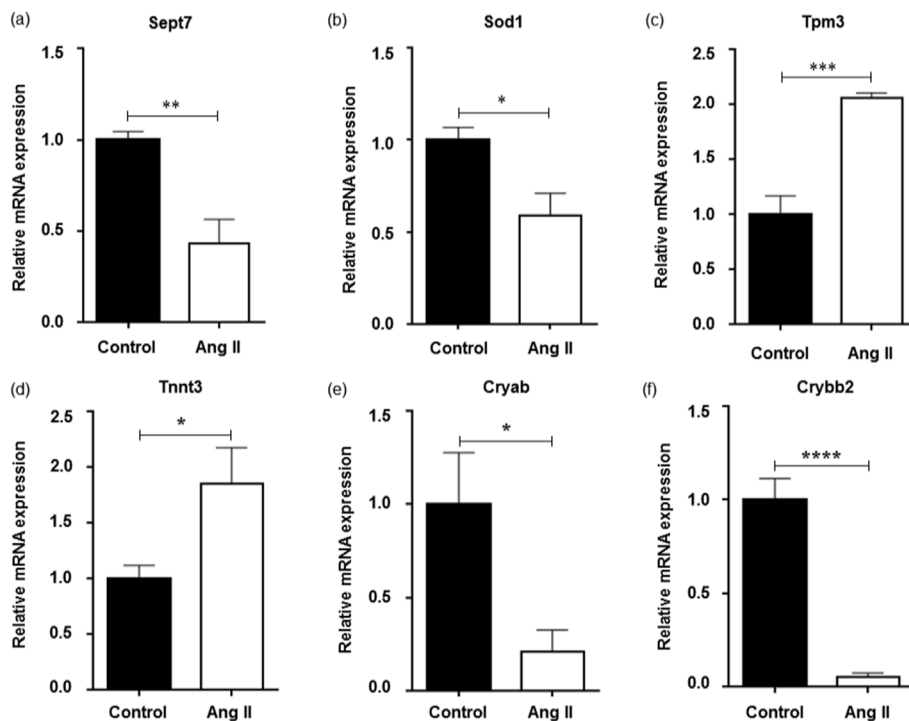 (a) Sept7
Relative mRNA expression
1.5
1.0
0.5
0.0
**
Control Ang II
(b) Sod1
Relative mRNA expression
1.5
1.0
0.5
0.0
*
Control Ang II
(c) Tpm3
Relative mRNA expression
2.5
2.0
1.5
1.0
0.5
0.0
***
Control Ang II
(d) Tnnt3
Relative mRNA expression
2.5
2.0
1.5
1.0
0.5
0.0
*
Control Ang II
(e) Cryab
Relative mRNA expression
1.5
1.0
0.5
0.0
*
Control Ang II
(f) Crybb2
Relative mRNA expression
1.5
1.0
0.5
0.0
****
Control Ang II